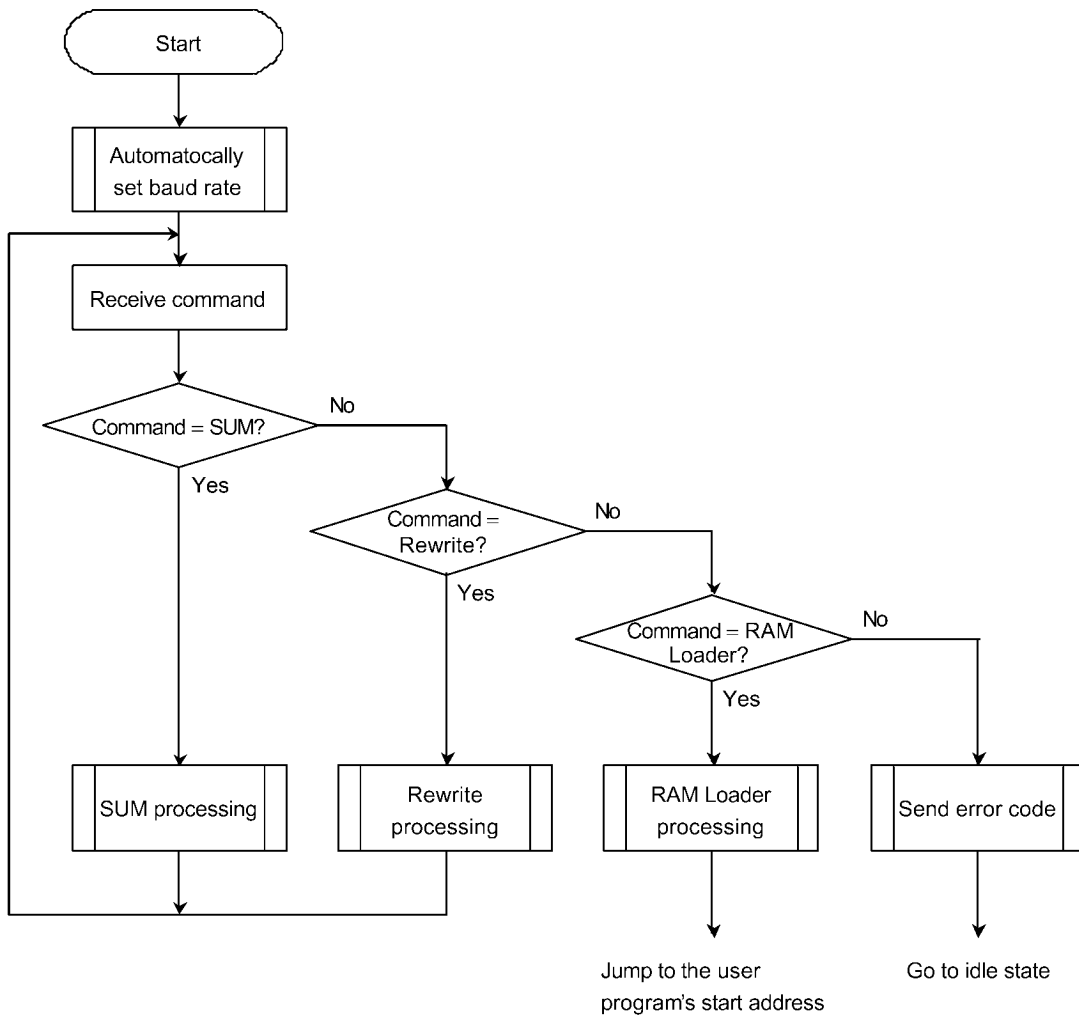 Start
Automatocally
set baud rate
Receive command
Command = SUM?
No
Yes
Command =
Rewrite?
No
Yes
Command = RAM
Loader?
No
Yes
SUM processing
Rewrite
processing
RAM Loader
processing
Send error code
Jump to the user
program's start address
Go to idle state